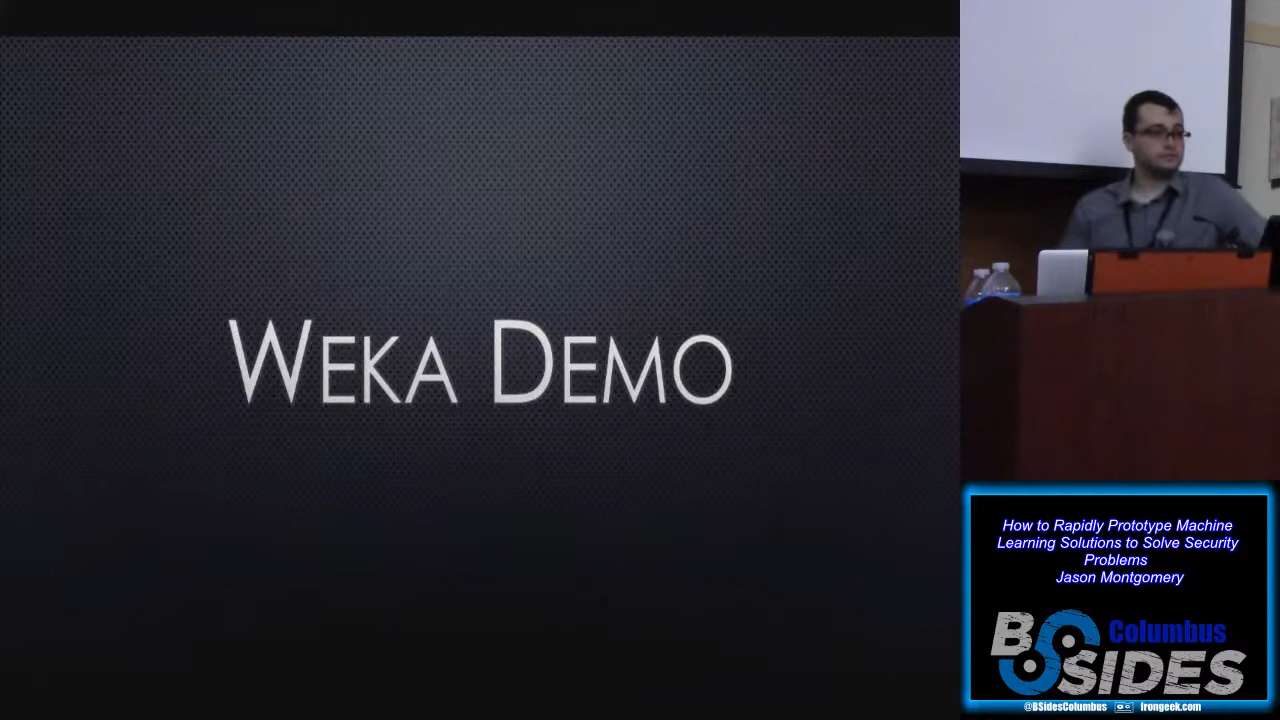 WEKA DEMO
How to Rapidly Prototype Machine
Learning Solutions to Solve Security
Problems
Jason Montgomery
Columbus
BSIDES
@BSidesColumbus Irongeek.com